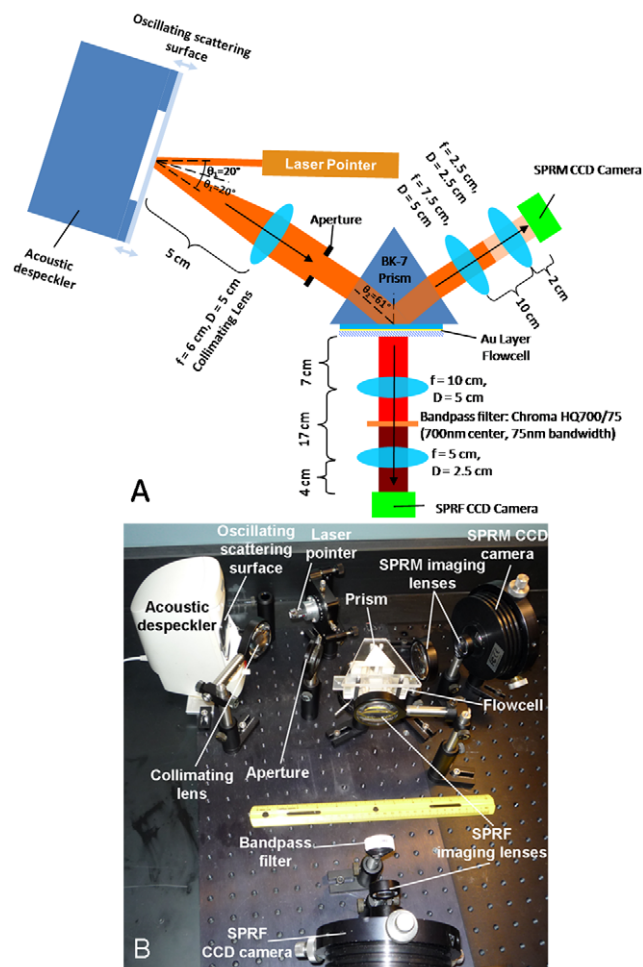 Oscillating scattering
surface
Laser Pointer
θ₁=20°
θ₁=20°
f = 2.5 cm,
D = 2.5 cm
f = 7.5 cm,
D = 5 cm
SPRM CCD
Camera
Aperture
BK-7
Prism
θ₂=61°
5 cm
Acoustic
despeckler
f = 6 cm, D = 5 cm
Collimating Lens
2 cm
10 cm
Au Layer
Flowcell
7 cm
f = 10 cm,
D = 5 cm
Bandpass filter: Chroma HQ700/75
(700nm center, 75nm bandwidth)
17 cm
f = 5 cm,
D = 2.5 cm
4 cm
SPRF CCD Camera
A
Oscillating
scattering
surface
Laser
pointer
SPRM CCD
camera
SPRM imaging
lenses
Acoustic
despeckler
Prism
Flowcell
Collimating
lens
Aperture
Bandpass
filter
SPRF
imaging lenses
SPRF
CCD camera
B